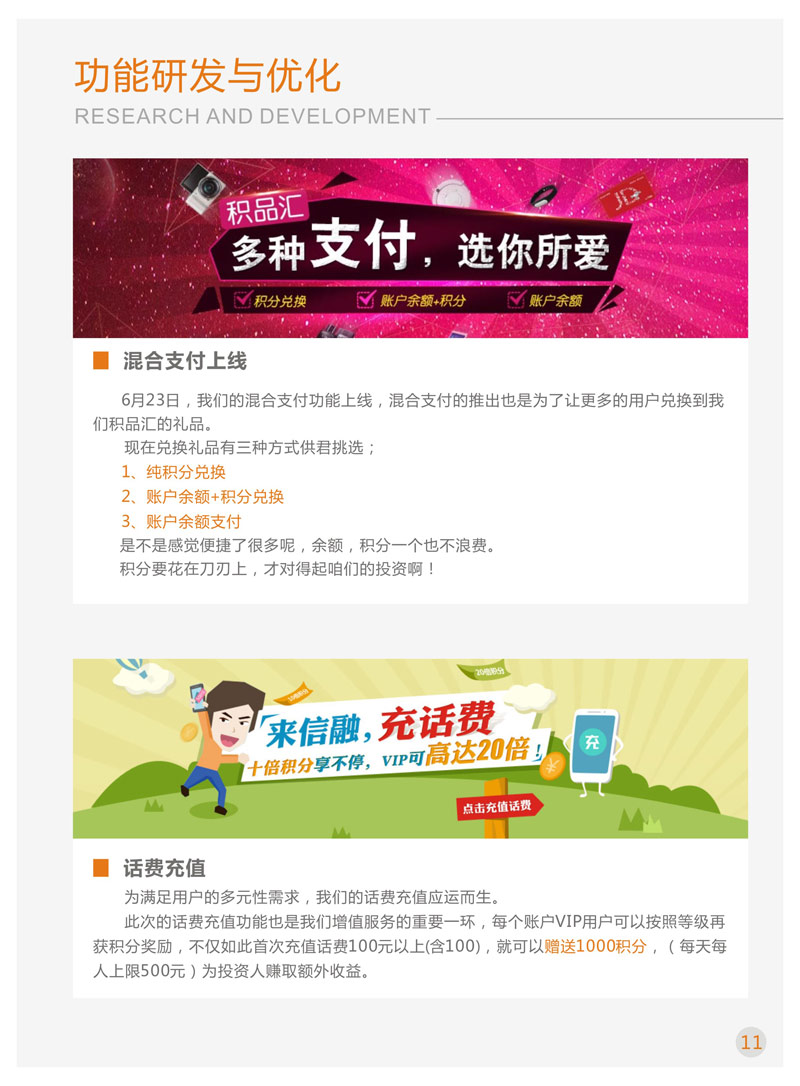 功能研发与优化
RESEARCH AND DEVELOPMENT
积品汇
多种支付，选你所爱
积分兑换 账户余额+积分 账户余额
混合支付上线
6月23日，我们的混合支付功能上线，混合支付的推出也是为了让更多的用户兑换到我
们积品汇的礼品。
现在兑换礼品有三种方式供君挑选；
1、纯积分兑换
2、账户余额+积分兑换
3、账户余额支付
是不是感觉便捷了很多呢，余额，积分一个也不浪费。
积分要花在刀刃上，才对得起咱们的投资啊！
20倍积分
10倍积分
来信融，充话费
十倍积分享不停，VIP可高达20倍！
充
点击充值话费
话费充值
为满足用户的多元性需求，我们的话费充值应运而生。
此次的话费充值功能也是我们增值服务的重要一环，每个账户VIP用户可以按照等级再
获积分奖励，不仅如此首次充值话费100元以上(含100)，就可以赠送1000积分，（每天每
人上限500元）为投资人赚取额外收益。
11